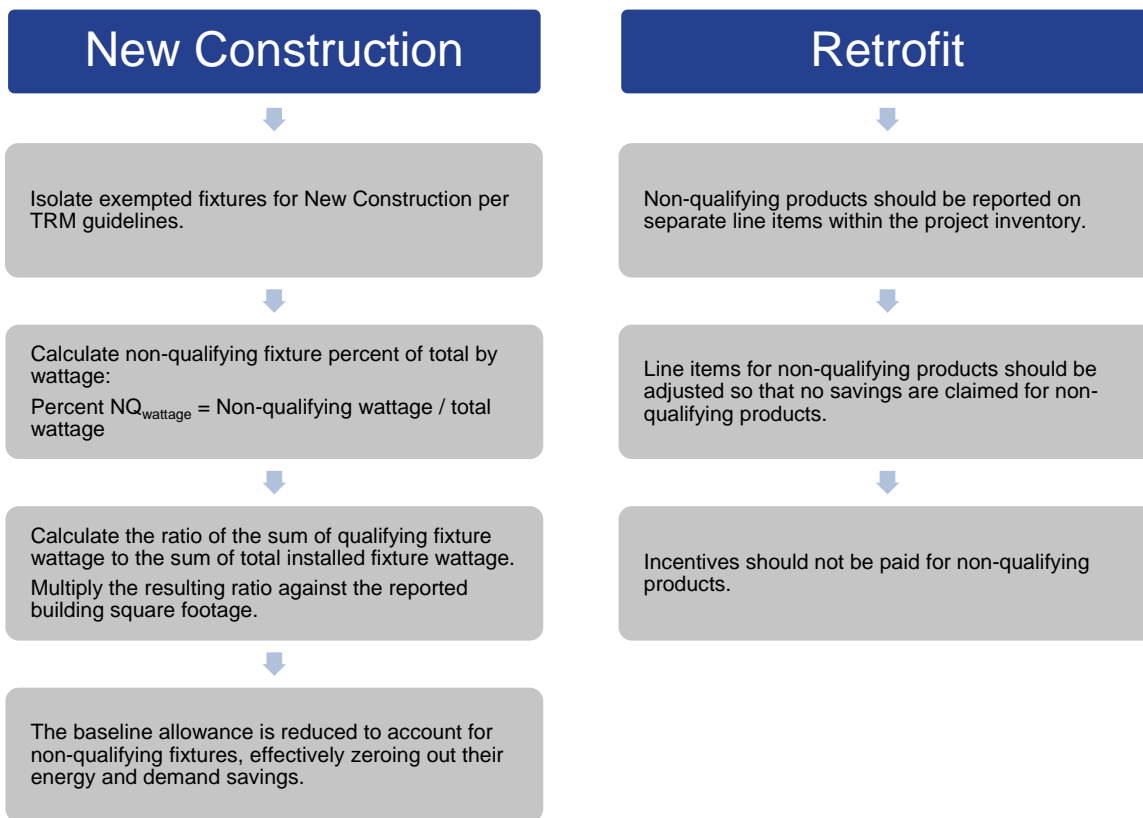 New Construction
Isolate exempted fixtures for New Construction per
TRM guidelines.
Calculate non-qualifying fixture percent of total by
wattage:
Percent NQwattage = Non-qualifying wattage / total
wattage
Calculate the ratio of the sum of qualifying fixture
wattage to the sum of total installed fixture wattage.
Multiply the resulting ratio against the reported
building square footage.
The baseline allowance is reduced to account for
non-qualifying fixtures, effectively zeroing out their
energy and demand savings.
Retrofit
Non-qualifying products should be reported on
separate line items within the project inventory.
Line items for non-qualifying products should be
adjusted so that no savings are claimed for non-
qualifying products.
Incentives should not be paid for non-qualifying
products.